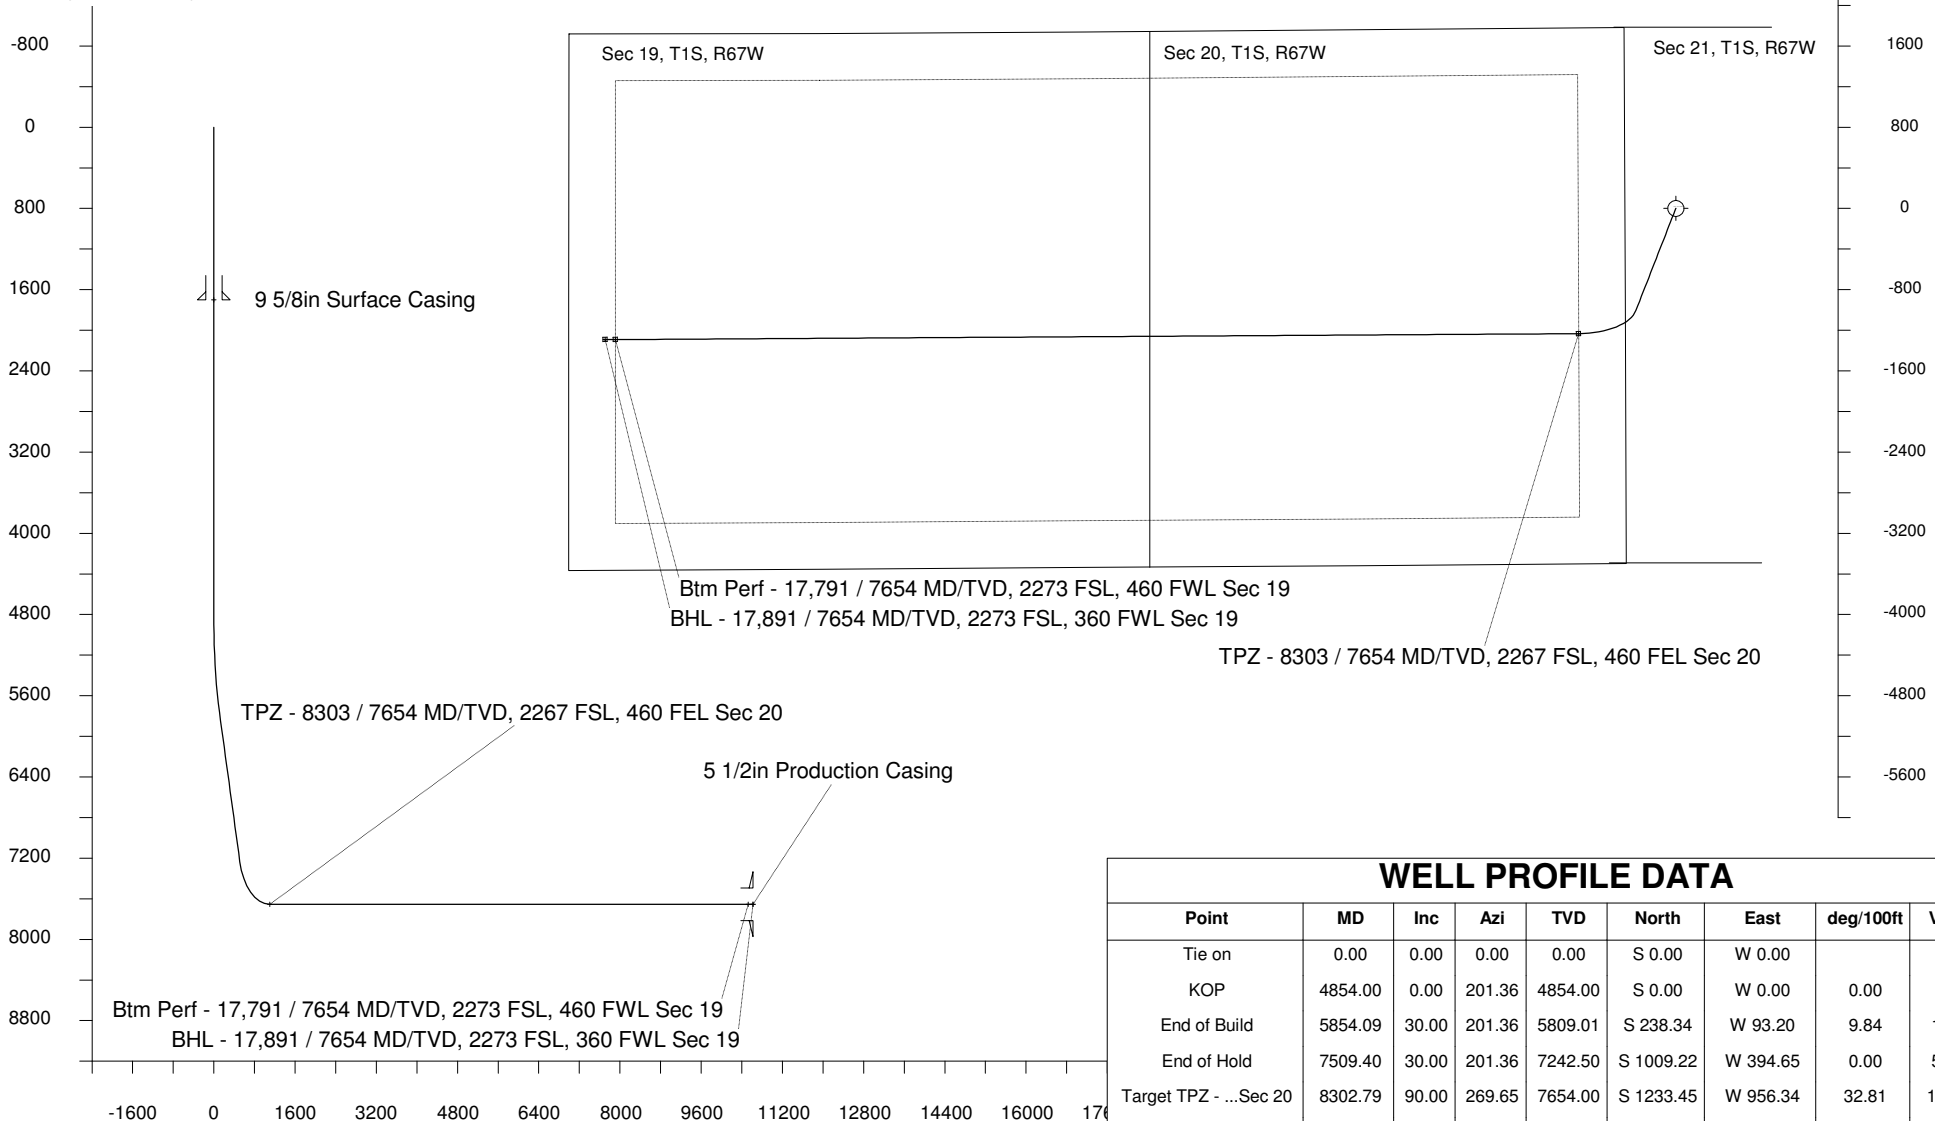 Sec 19, T1S, R67W
Sec 20, T1S, R67W
Sec 21, T1S, R67W
-800
0
800
1600
2400
3200
4000
4800
5600
6400
7200
8000
8800
1600
800
0
-800
-1600
-2400
-3200
-4000
-4800
-5600
9 5/8in Surface Casing
Btm Perf - 17,791 / 7654 MD/TVD, 2273 FSL, 460 FWL Sec 19
BHL - 17,891 / 7654 MD/TVD, 2273 FSL, 360 FWL Sec 19
TPZ - 8303 / 7654 MD/TVD, 2267 FSL, 460 FEL Sec 20
TPZ - 8303 / 7654 MD/TVD, 2267 FSL, 460 FEL Sec 20
5 1/2in Production Casing
Btm Perf - 17,791 / 7654 MD/TVD, 2273 FSL, 460 FWL Sec 19
BHL - 17,891 / 7654 MD/TVD, 2273 FSL, 360 FWL Sec 19
-1600 0 1600 3200 4800 6400 8000 9600 11200 12800 14400 16000
WELL PROFILE DATA
Point MD Inc Azi TVD North East deg/100ft
Tie on 0.00 0.00 0.00 0.00 S 0.00 W 0.00
KOP 4854.00 0.00 201.36 4854.00 S 0.00 W 0.00 0.00
End of Build 5854.09 30.00 201.36 5809.01 S 238.34 W 93.20 9.84
End of Hold 7509.40 30.00 201.36 7242.50 S 1009.22 W 394.65 0.00
Target TPZ - ...Sec 20 8302.79 90.00 269.65 7654.00 S 1233.45 W 956.34 32.81